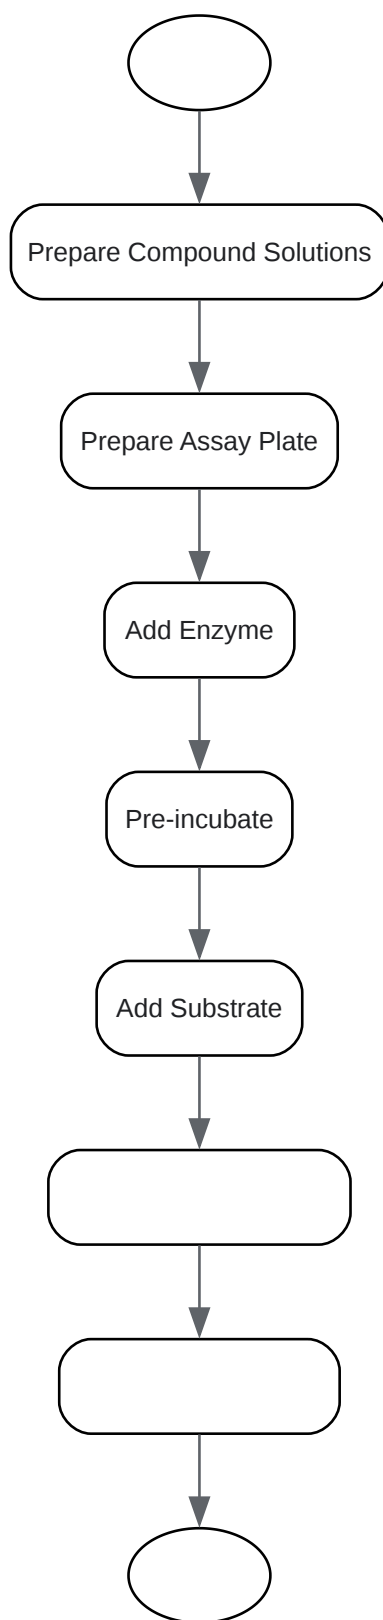 Prepare Compound Solutions
Prepare Assay Plate
Add Enzyme
Pre-incubate
Add Substrate